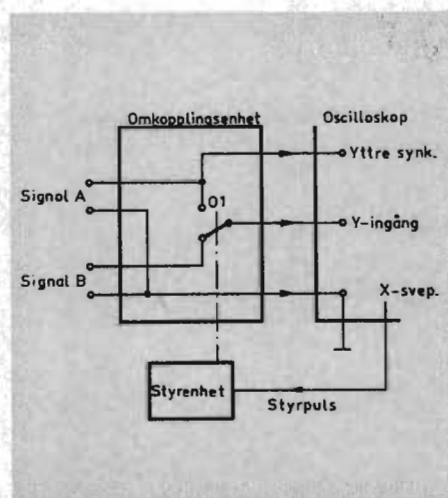 Omkopplingsenhet
Oscilloskop
Yttre synk.
Signal A
01
Y-ingång
Signal B
X-svep.
Styrenhet
Styrpuls